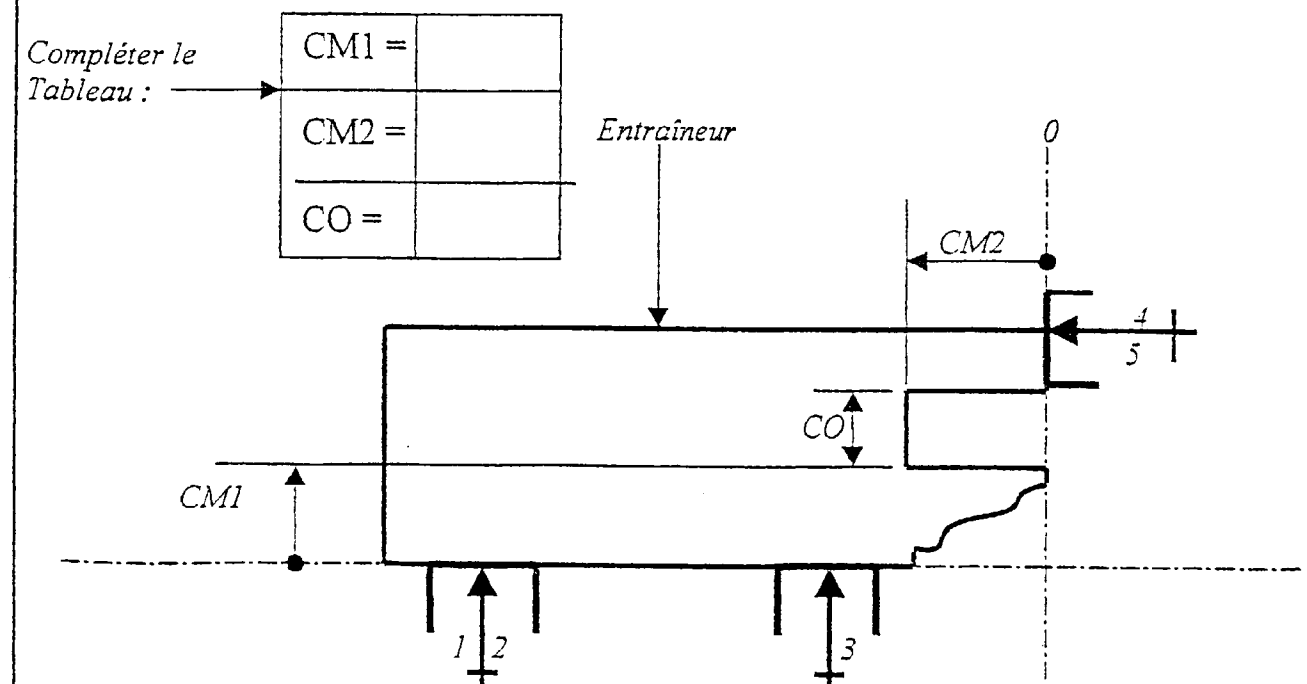 Compléter le
Tableau :
CM1 =
CM2 =
CO =
Entraîneur
0
CM2
4
5
CO
CM1
1 2
3